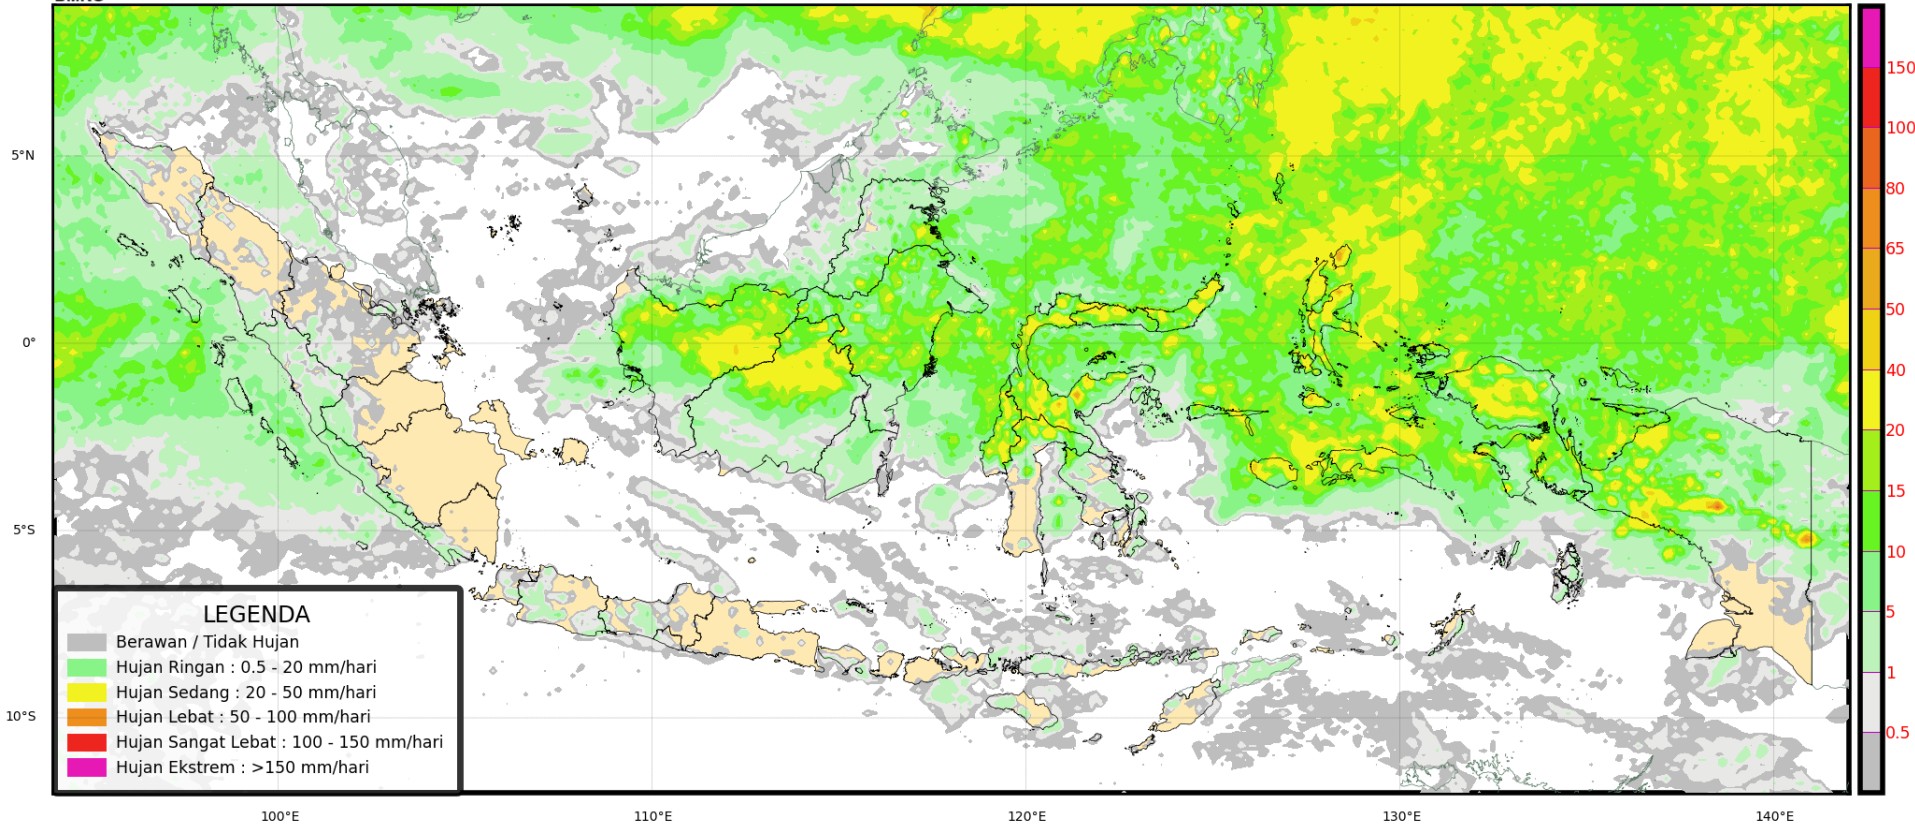 5°N
0°
5°S
10°S
100°E
110°E
120°E
130°E
140°E
LEGENDA
Berawan / Tidak Hujan
Hujan Ringan : 0.5 - 20 mm/hari
Hujan Sedang : 20 - 50 mm/hari
Hujan Lebat : 50 - 100 mm/hari
Hujan Sangat Lebat : 100 - 150 mm/hari
Hujan Ekstrem : >150 mm/hari
150
100
80
65
50
40
20
15
10
5
1
0.5